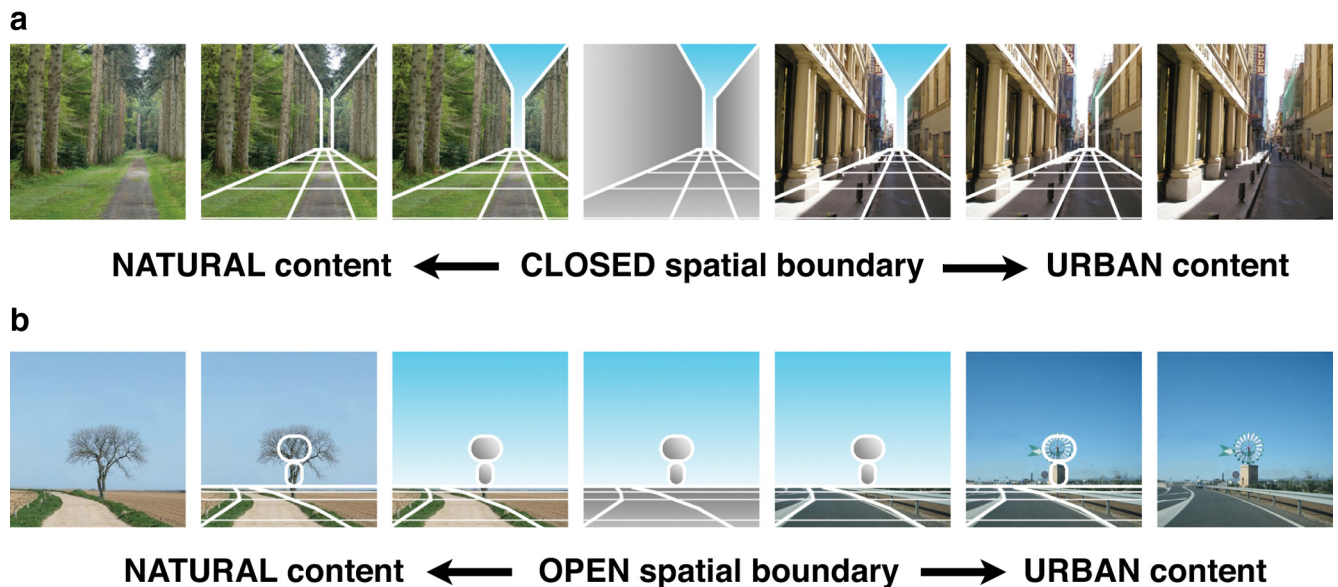 a
NATURAL content ← CLOSED spatial boundary → URBAN content
b
NATURAL content ← OPEN spatial boundary → URBAN content